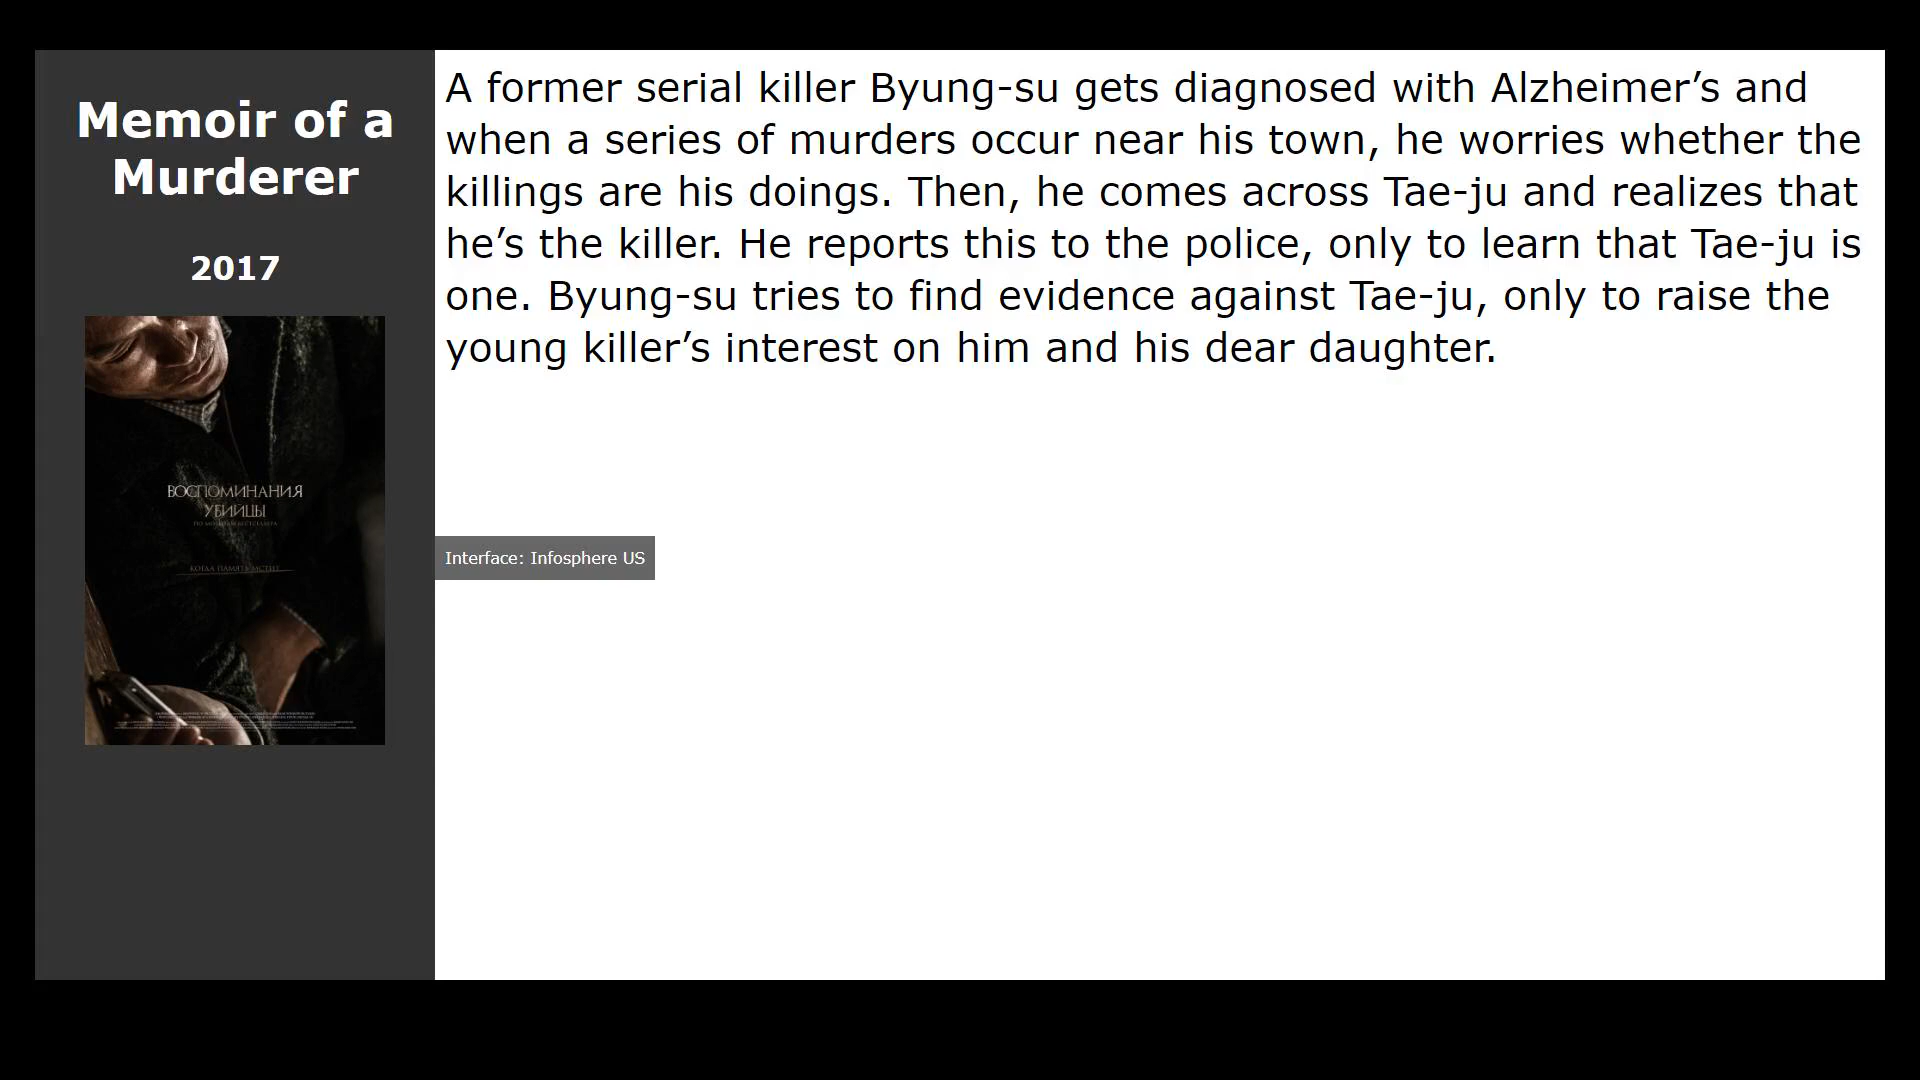 Memoir of a
Murderer
2017
ВОСПОМИНАНИЯ
УБИЙЦЫ
КОГДА ПАМЯТЬ МСТИТ
A former serial killer Byung-su gets diagnosed with Alzheimer’s and
when a series of murders occur near his town, he worries whether the
killings are his doings. Then, he comes across Tae-ju and realizes that
he’s the killer. He reports this to the police, only to learn that Tae-ju is
one. Byung-su tries to find evidence against Tae-ju, only to raise the
young killer’s interest on him and his dear daughter.
Interface: Infosphere US